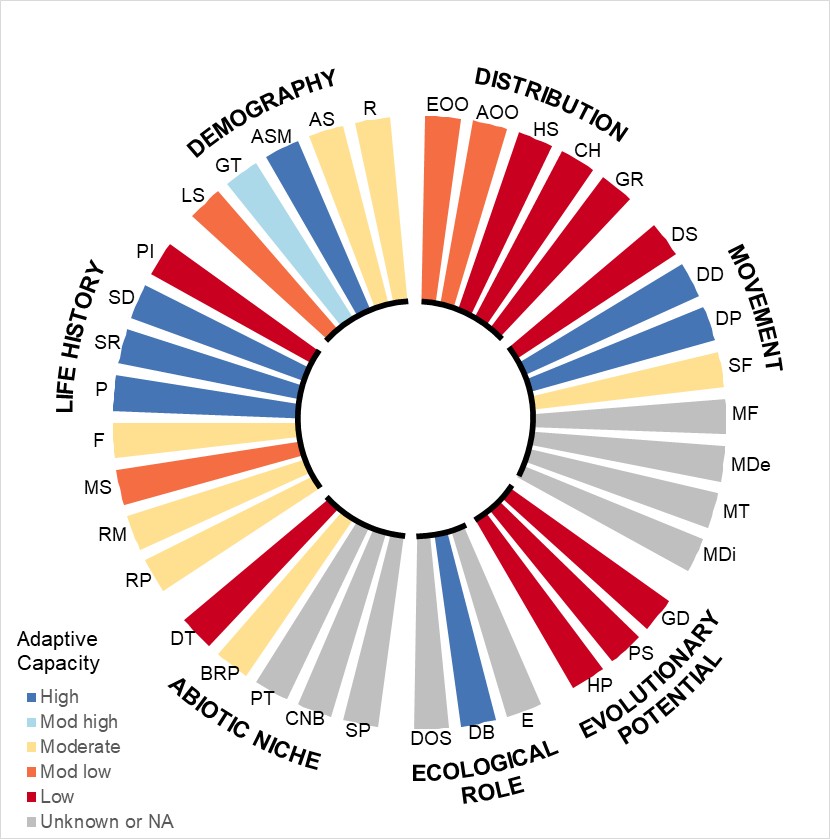 DISTRIBUTION
EOO
AOO
HS
CH
GR
MOVEMENT
DS
DD
DP
SF
MF
MDe
MT
MDi
EVOLUTIONARY
POTENTIAL
GD
PS
HP
ECOLOGICAL
ROLE
E
DB
DOS
ABIOTIC NICHE
SP
CNB
PT
BRP
DT
LIFE HISTORY
RP
RM
MS
F
P
SR
SD
PI
DEMOGRAPHY
LS
GT
ASM
AS
R
Adaptive
Capacity
High
Mod high
Moderate
Mod low
Low
Unknown or NA